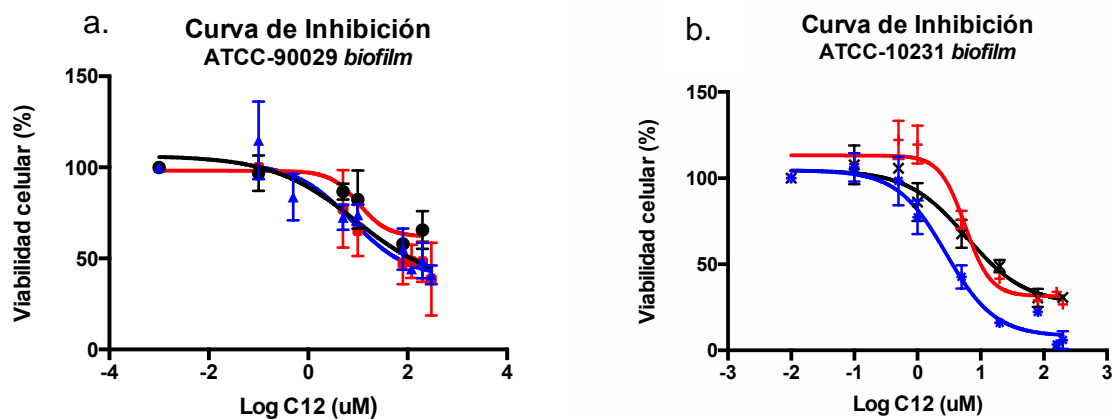 a.
Curva de Inhibición
ATCC-90029 biofilm
Viabilidad celular (%)
150
100
50
0
-4
-2
0
2
4
Log C12 (uM)
b.
Curva de Inhibición
ATCC-10231 biofilm
Viabilidad celular (%)
150
100
50
0
-3
-2
-1
0
1
2
3
Log C12 (uM)